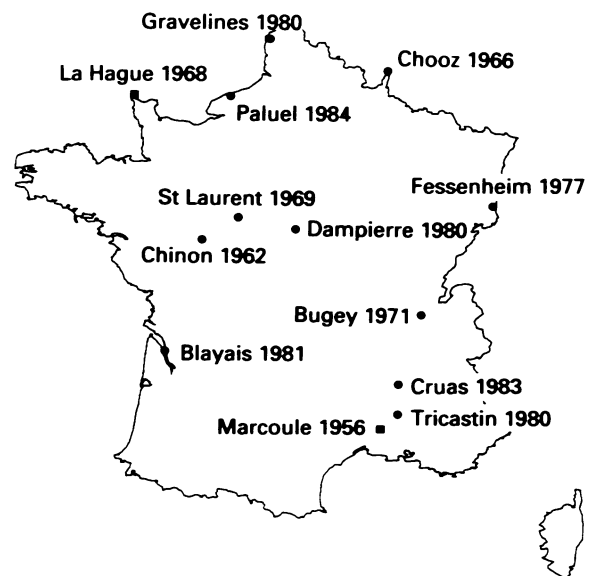 Gravelines 1980
Chooz 1966
La Hague 1968
Paluel 1984
Fessenheim 1977
St Laurent 1969
Dampierre 1980
Chinon 1962
Bugey 1971
Blayais 1981
Cruas 1983
Tricastin 1980
Marcoule 1956